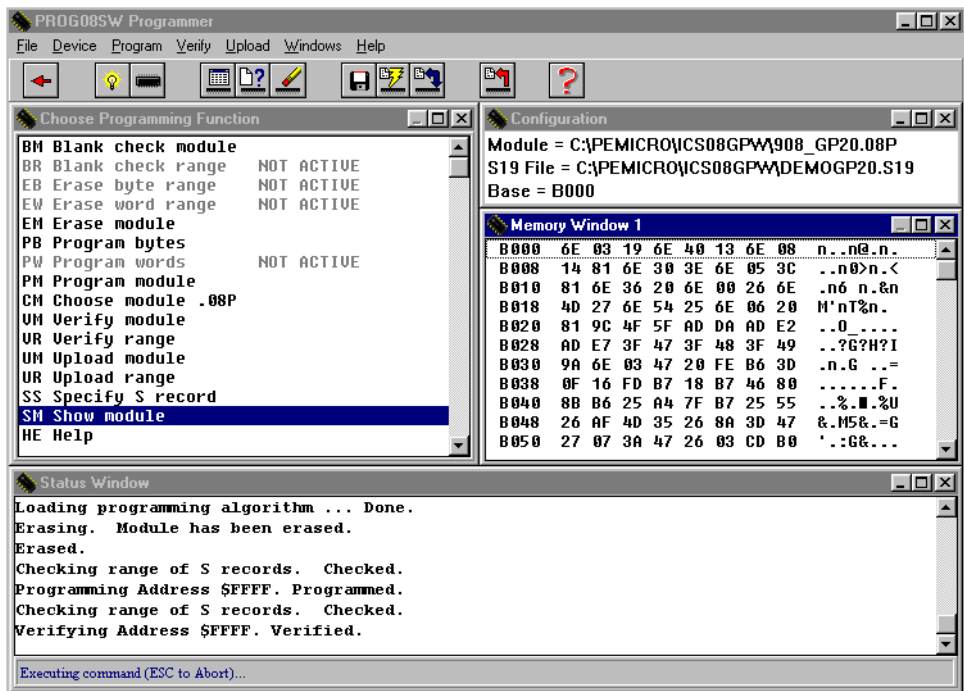 PROG08SW Programmer
File Device Program Verify Upload Windows Help
Choose Programming Function
BM Blank check module
BR Blank check range NOT ACTIVE
EB Erase byte range NOT ACTIVE
EW Erase word range NOT ACTIVE
EM Erase module
PB Program bytes
PW Program words NOT ACTIVE
PM Program module
CM Choose module .08P
VM Verify module
VR Verify range
UM Upload module
UR Upload range
SS Specify S record
SM Show module
HE Help
Configuration
Module = C:\PEMICRO\ICS08GPW\908_GP20.08P
S19 File = C:\PEMICRO\ICS08GPW\DEMOGP20.S19
Base = B000
Memory Window 1
B000 6E 03 19 6E 40 13 6E 08 n..n@.n.
B008 14 81 6E 30 3E 6E 05 3C ..n0>n.<
B010 81 6E 36 20 6E 00 26 6E .n6 n.&n
B018 4D 27 6E 54 25 6E 06 20 M'nT%n.
B020 81 9C 4F 5F AD DA AD E2 ..O_....
B028 AD E7 3F 47 3F 48 3F 49 ..?G?H?I
B030 9A 6E 03 47 20 FE B6 3D .n.G ..=
B038 0F 16 FD B7 18 B7 46 80 ......F.
B040 8B B6 25 A4 7F B7 25 55 ..%.■.%U
B048 26 AF 4D 35 26 8A 3D 47 &.M5&.=G
B050 27 07 3A 47 26 03 CD B0 '.:G&...
Status Window
Loading programming algorithm ... Done.
Erasing. Module has been erased.
Erased.
Checking range of S records. Checked.
Programming Address $FFFF. Programmed.
Checking range of S records. Checked.
Verifying Address $FFFF. Verified.
Executing command (ESC to Abort)...